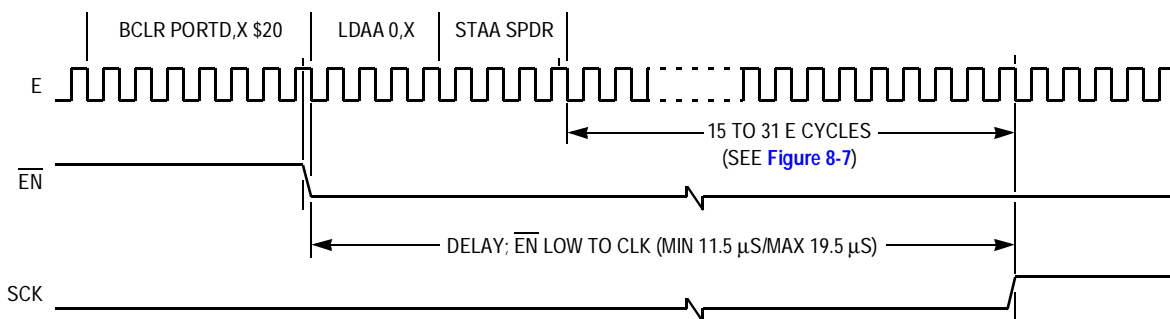 BCLR PORTD,X $20 LDAA 0,X STAA SPDR
E
15 TO 31 E CYCLES
(SEE Figure 8-7)
EN
DELAY; EN LOW TO CLK (MIN 11.5 μS/MAX 19.5 μS)
SCK